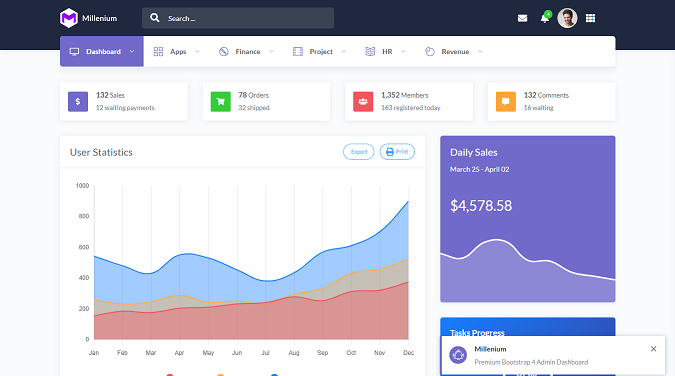 Millenium
Search ...
4
Dashboard
Apps
Finance
Project
HR
Revenue
132 Sales
12 waiting payments
78 Orders
32 shipped
1,352 Members
163 registered today
132 Comments
16 waiting
User Statistics
Export
Print
1000
800
600
400
200
0
Jan Feb Mar Apr May Jun Jul Aug Sep Oct Nov Dec
Daily Sales
March 25 - April 02
$4,578.58
Tasks Progress
Millenium
Premium Bootstrap 4 Admin Dashboard